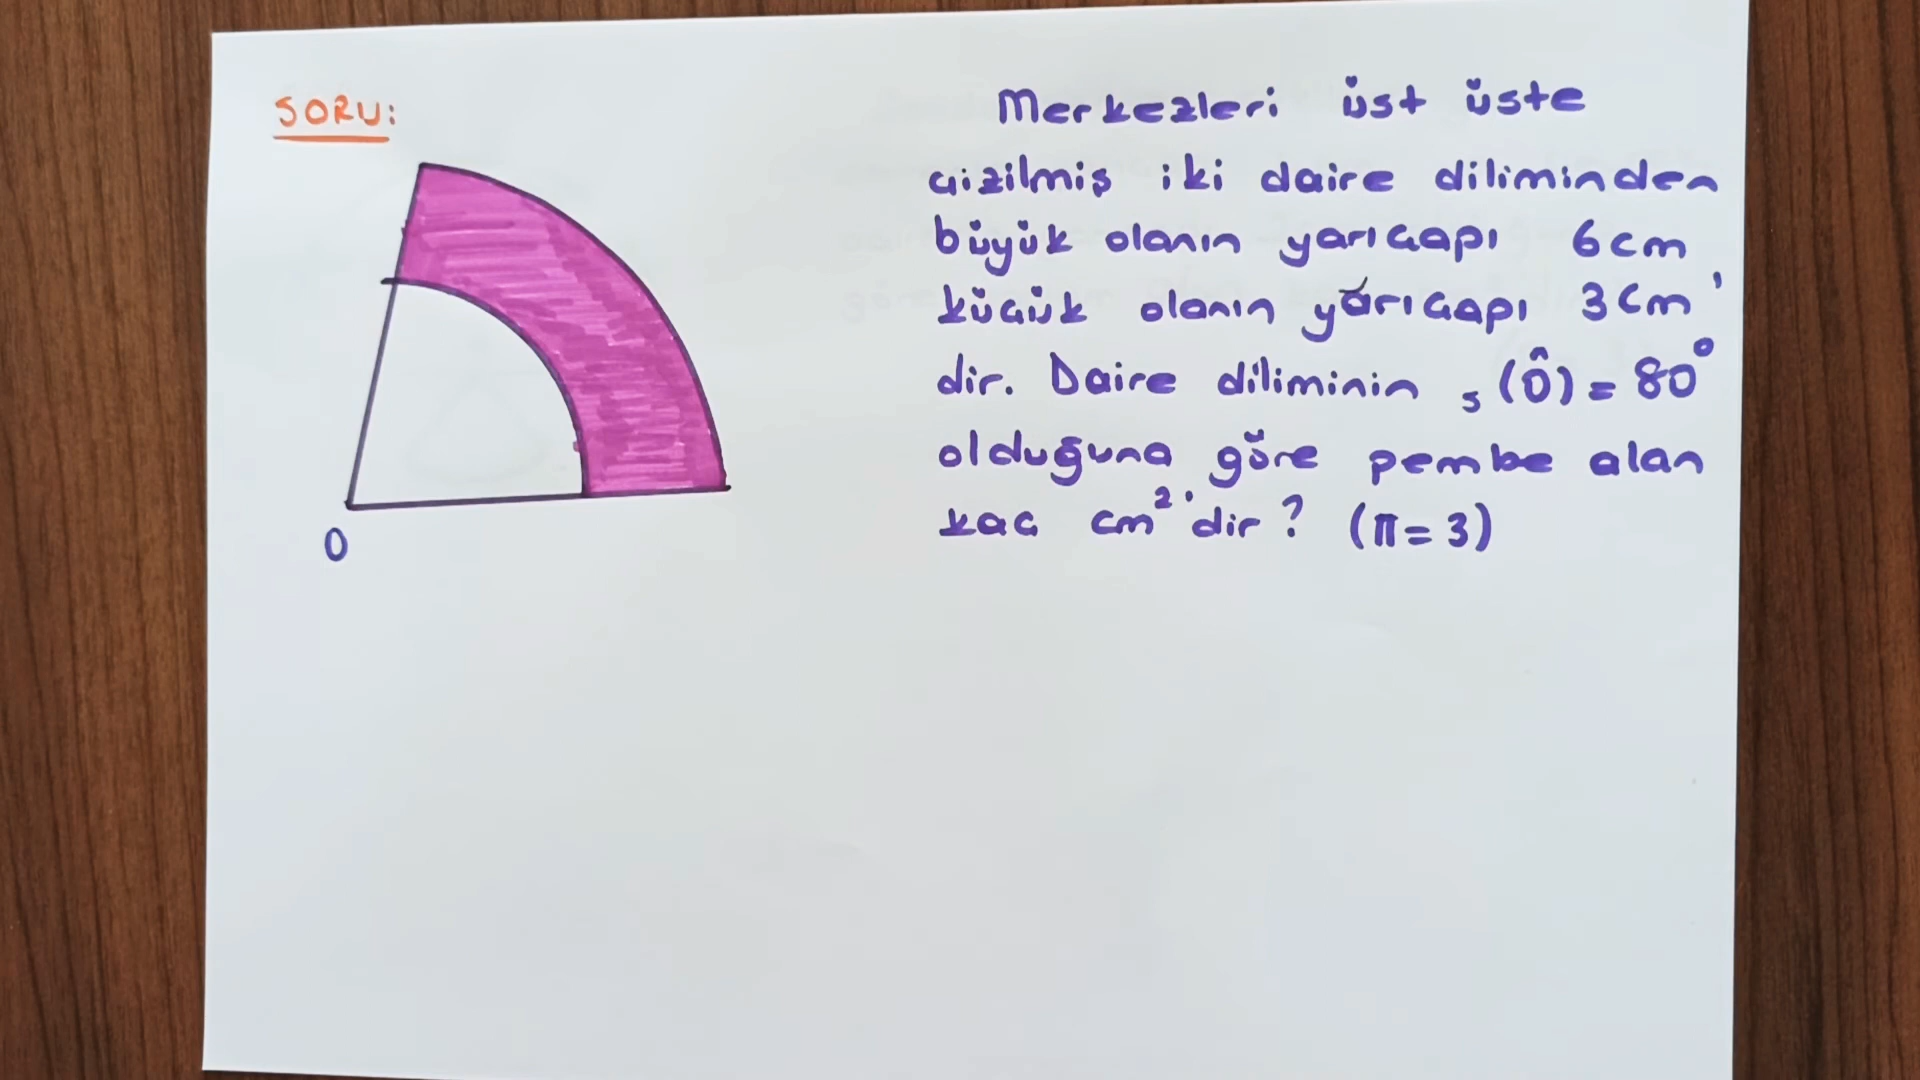 SORU:
Merkezleri üst üste
çizilmiş iki daire diliminden
büyük olanın yarıçapı 6cm,
küçük olanın yarıçapı 3cm'
dir. Daire diliminin s(Ô) = 80°
olduğuna göre pembe alan
kaç cm²'dir? (π=3)
O